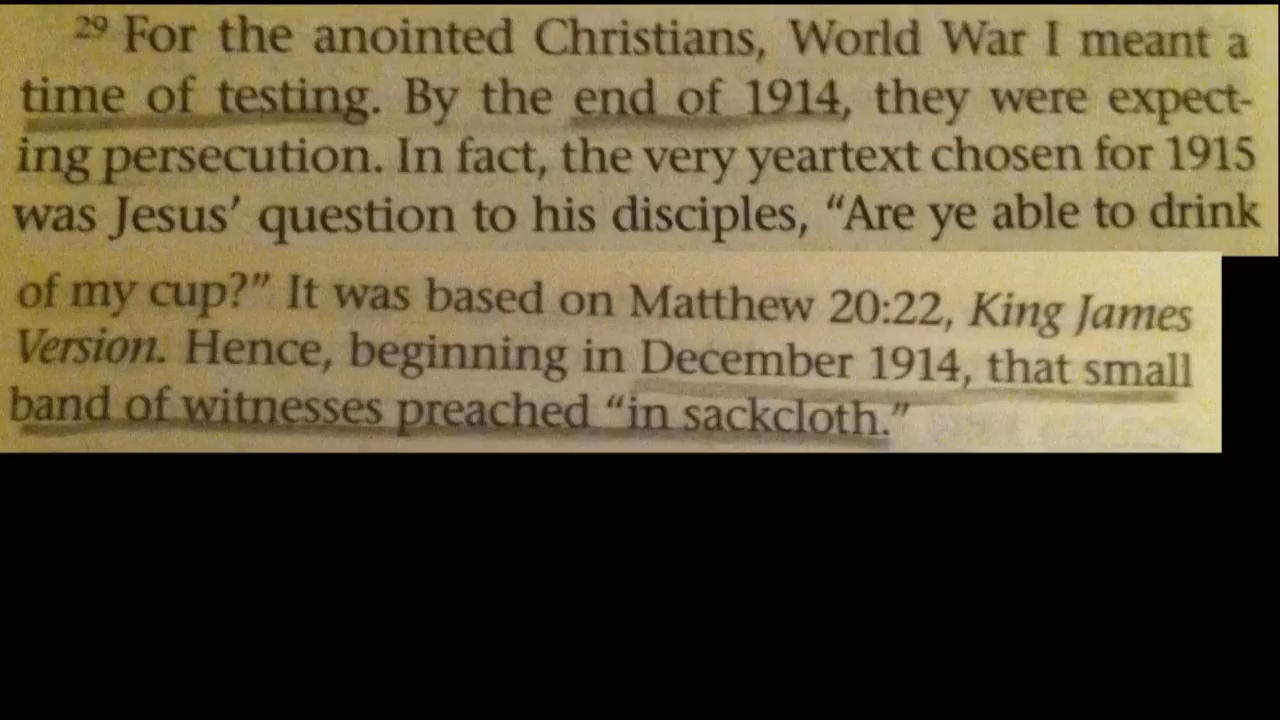 29 For the anointed Christians, World War I meant a
time of testing. By the end of 1914, they were expect-
ing persecution. In fact, the very yeartext chosen for 1915
was Jesus’ question to his disciples, “Are ye able to drink
of my cup?” It was based on Matthew 20:22, King James
Version. Hence, beginning in December 1914, that small
band of witnesses preached “in sackcloth.”